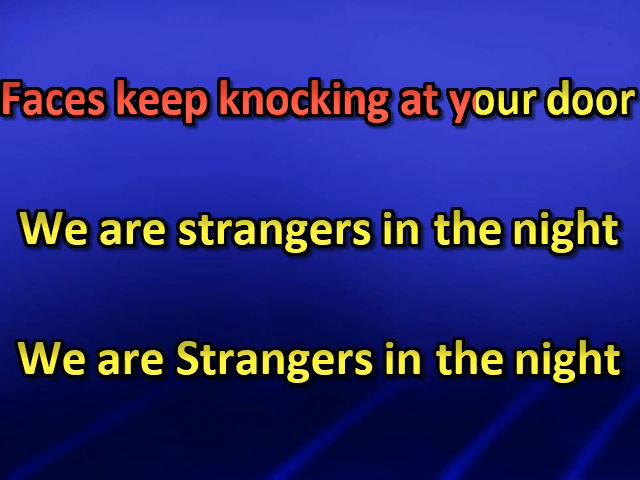 Faces keep knocking at your door
We are strangers in the night
We are Strangers in the night